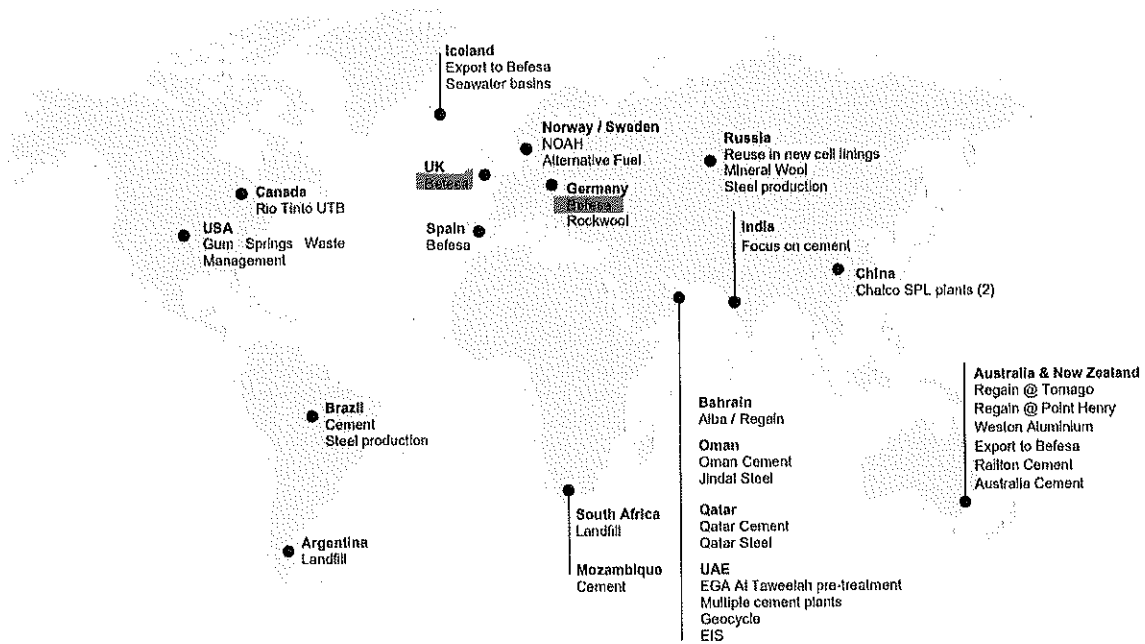 Iceland
Export to Befesa
Seawater basins
Norway / Sweden
NOAH
Alternative Fuel
Russia
Reuse in new cell linings
Mineral Wool
Steel production
UK
Befesa
Germany
Befesa
Rockwool
Canada
Rio Tinto UTB
USA
Gum Springs Waste
Management
Spain
Befesa
India
Focus on cement
China
Chalco SPL plants (2)
Brazil
Cement
Steel production
Bahrain
Alba / Regain
Oman
Oman Cement
Jindal Steel
Qatar
Qatar Cement
Qatar Steel
UAE
EGA Al Taweelah pre-treatment
Multiple cement plants
Geocycle
EIS
Australia & New Zealand
Regain @ Tomago
Regain @ Point Henry
Weston Aluminium
Export to Befesa
Railton Cement
Australia Cement
South Africa
Landfill
Mozambique
Cement
Argentina
Landfill